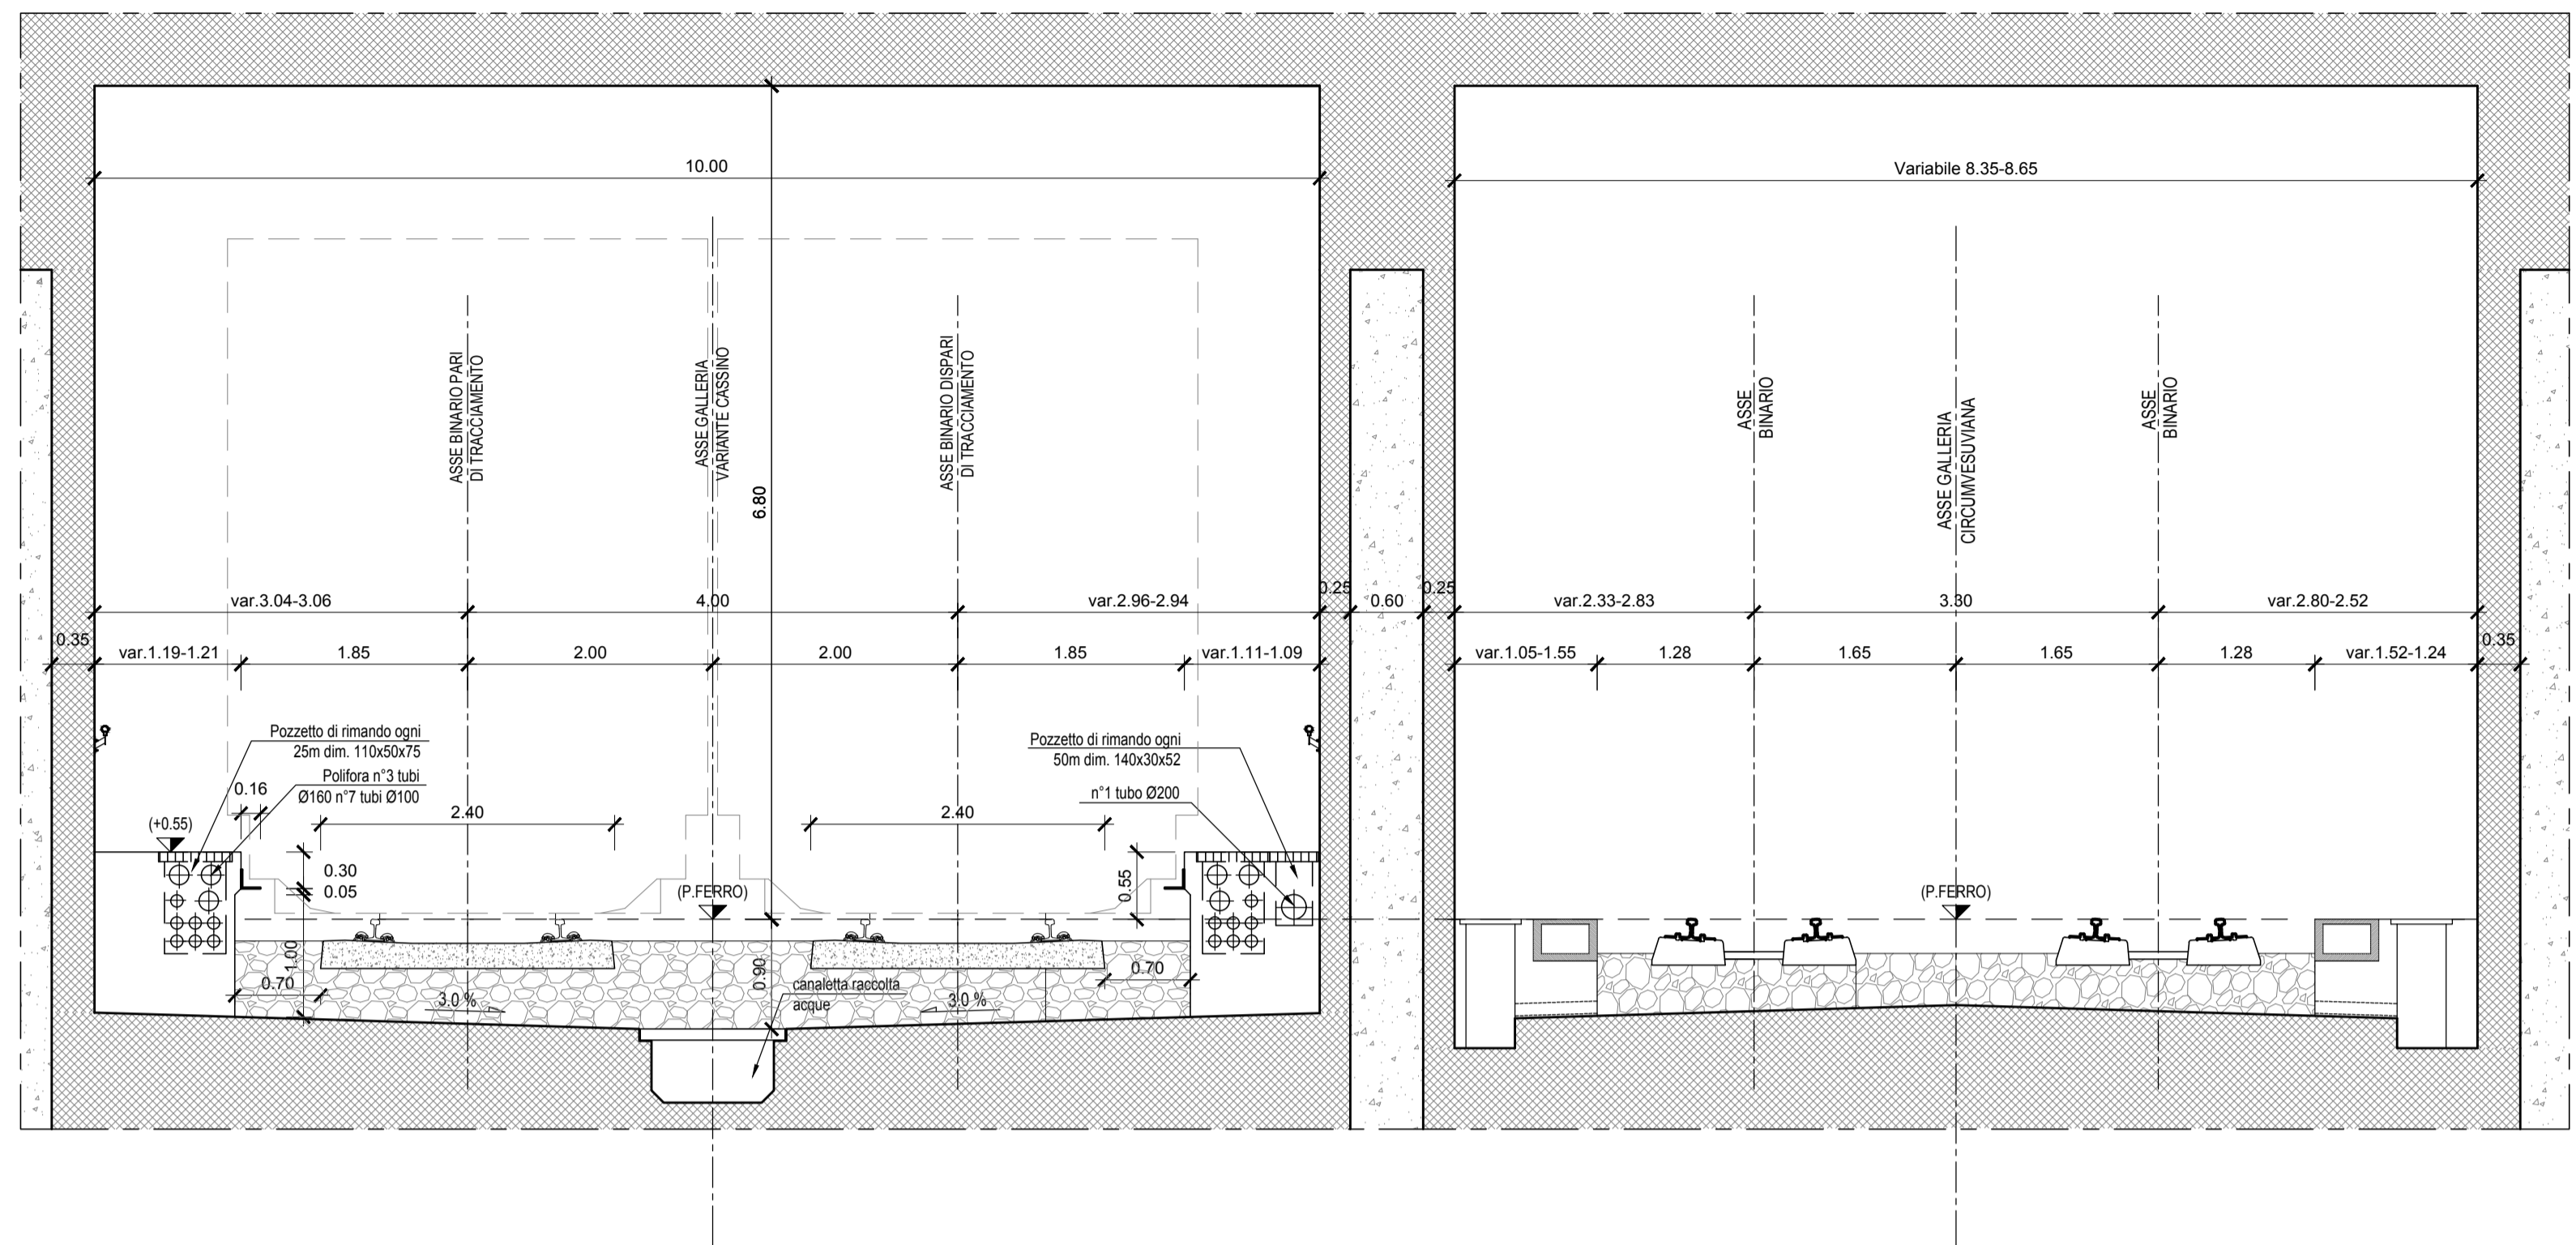 10.00
Variabile 8.35-8.65
ASSE BINARIO PARI
DI TRACCIAMENTO
ASSE GALLERIA
VARIANTE CASSINO
6.80
ASSE BINARIO DISPARI
DI TRACCIAMENTO
ASSE
BINARIO
ASSE GALLERIA
CIRCUMVESUVIANA
ASSE
BINARIO
var.3.04-3.06
4.00
var.2.96-2.94
0.25
0.60
0.25
var.2.33-2.83
3.30
var.2.80-2.52
0.35
var.1.19-1.21
1.85
2.00
2.00
1.85
var.1.11-1.09
var.1.05-1.55
1.28
1.65
1.65
1.28
var.1.52-1.24
0.35
Pozzetto di rimando ogni
25m dim. 110x50x75
Polifora n°3 tubi
Ø160 n°7 tubi Ø100
0.16
Pozzetto di rimando ogni
50m dim. 140x30x52
n°1 tubo Ø200
2.40
2.40
(+0.55)
0.30
0.05
0.55
(P.FERRO)
(P.FERRO)
1.00
0.70
0.90
0.70
canaletta raccolta
acque
3.0 %
3.0 %